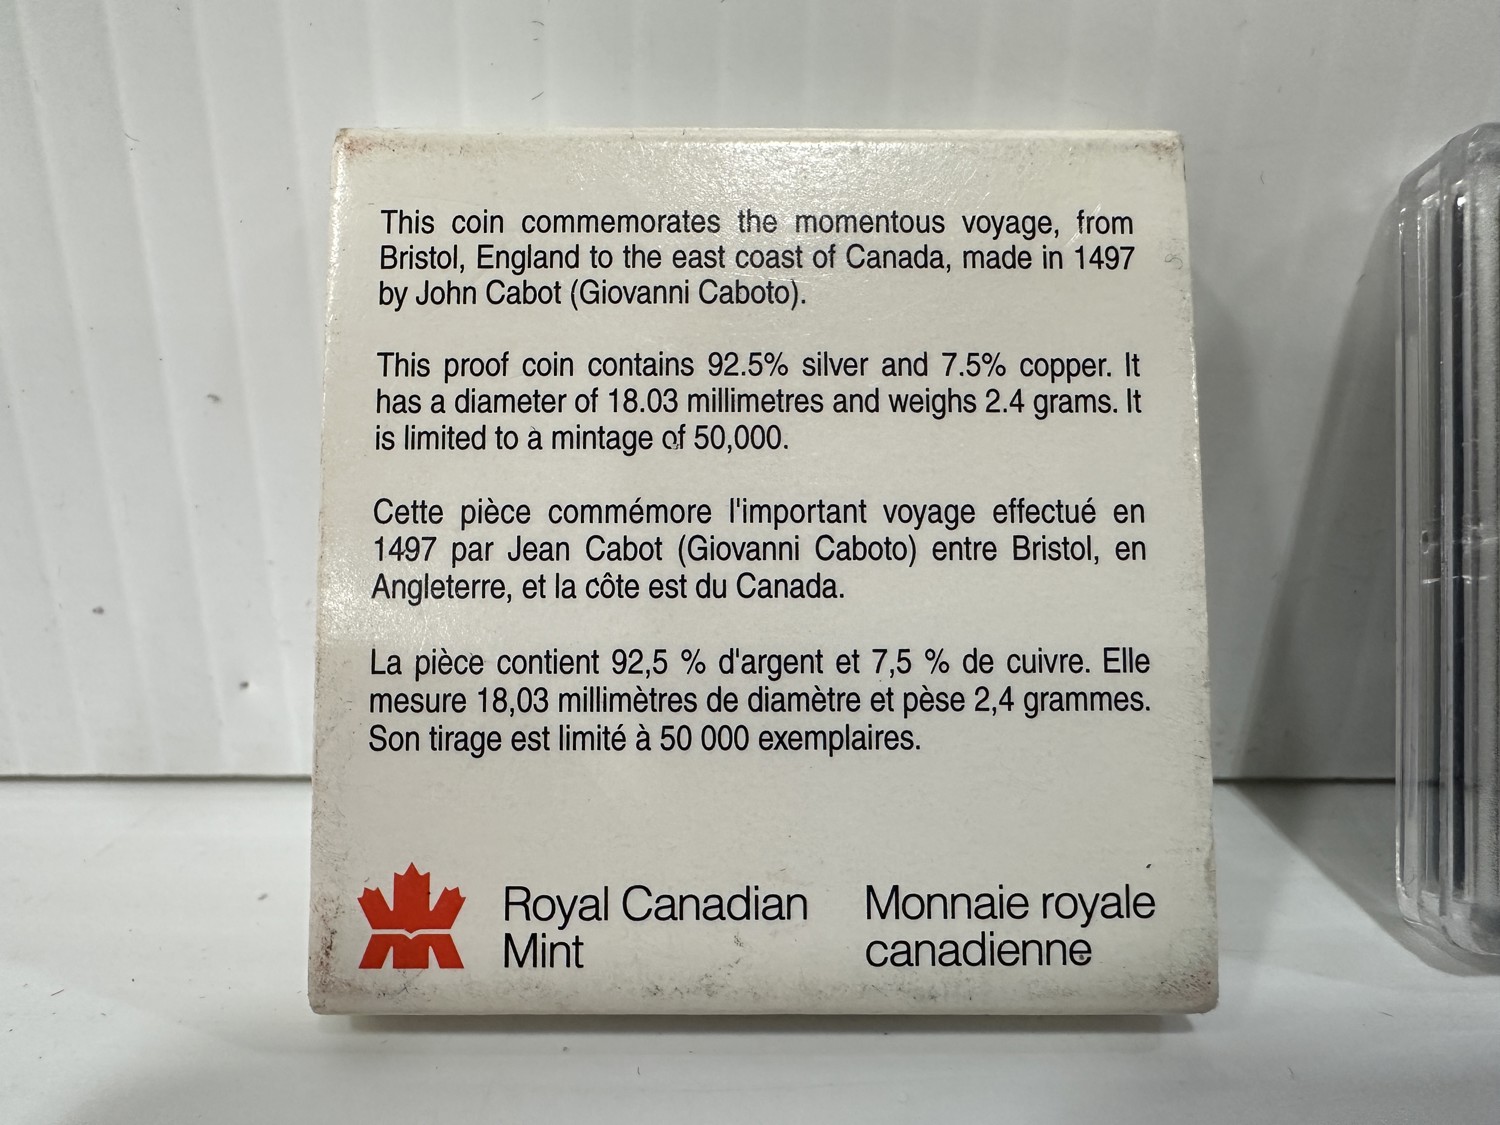 This coin commemorates the momentous voyage, from
Bristol, England to the east coast of Canada, made in 1497
by John Cabot (Giovanni Caboto).
This proof coin contains 92.5% silver and 7.5% copper. It
has a diameter of 18.03 millimetres and weighs 2.4 grams. It
is limited to a mintage of 50,000.
Cette pièce commémore l'important voyage effectué en
1497 par Jean Cabot (Giovanni Caboto) entre Bristol, en
Angleterre, et la côte est du Canada.
La pièce contient 92,5 % d'argent et 7,5 % de cuivre. Elle
mesure 18,03 millimètres de diamètre et pèse 2,4 grammes.
Son tirage est limité à 50 000 exemplaires.
Royal Canadian
Mint
Monnaie royale
canadienne